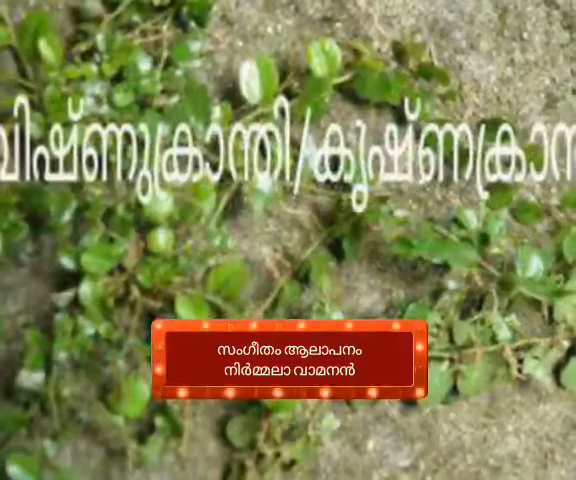 വിഷ്ണുക്രാന്തി/കൃഷ്ണക്രാന്
സംഗീതം ആലാപനം
നിർമ്മലാ വാമനൻ